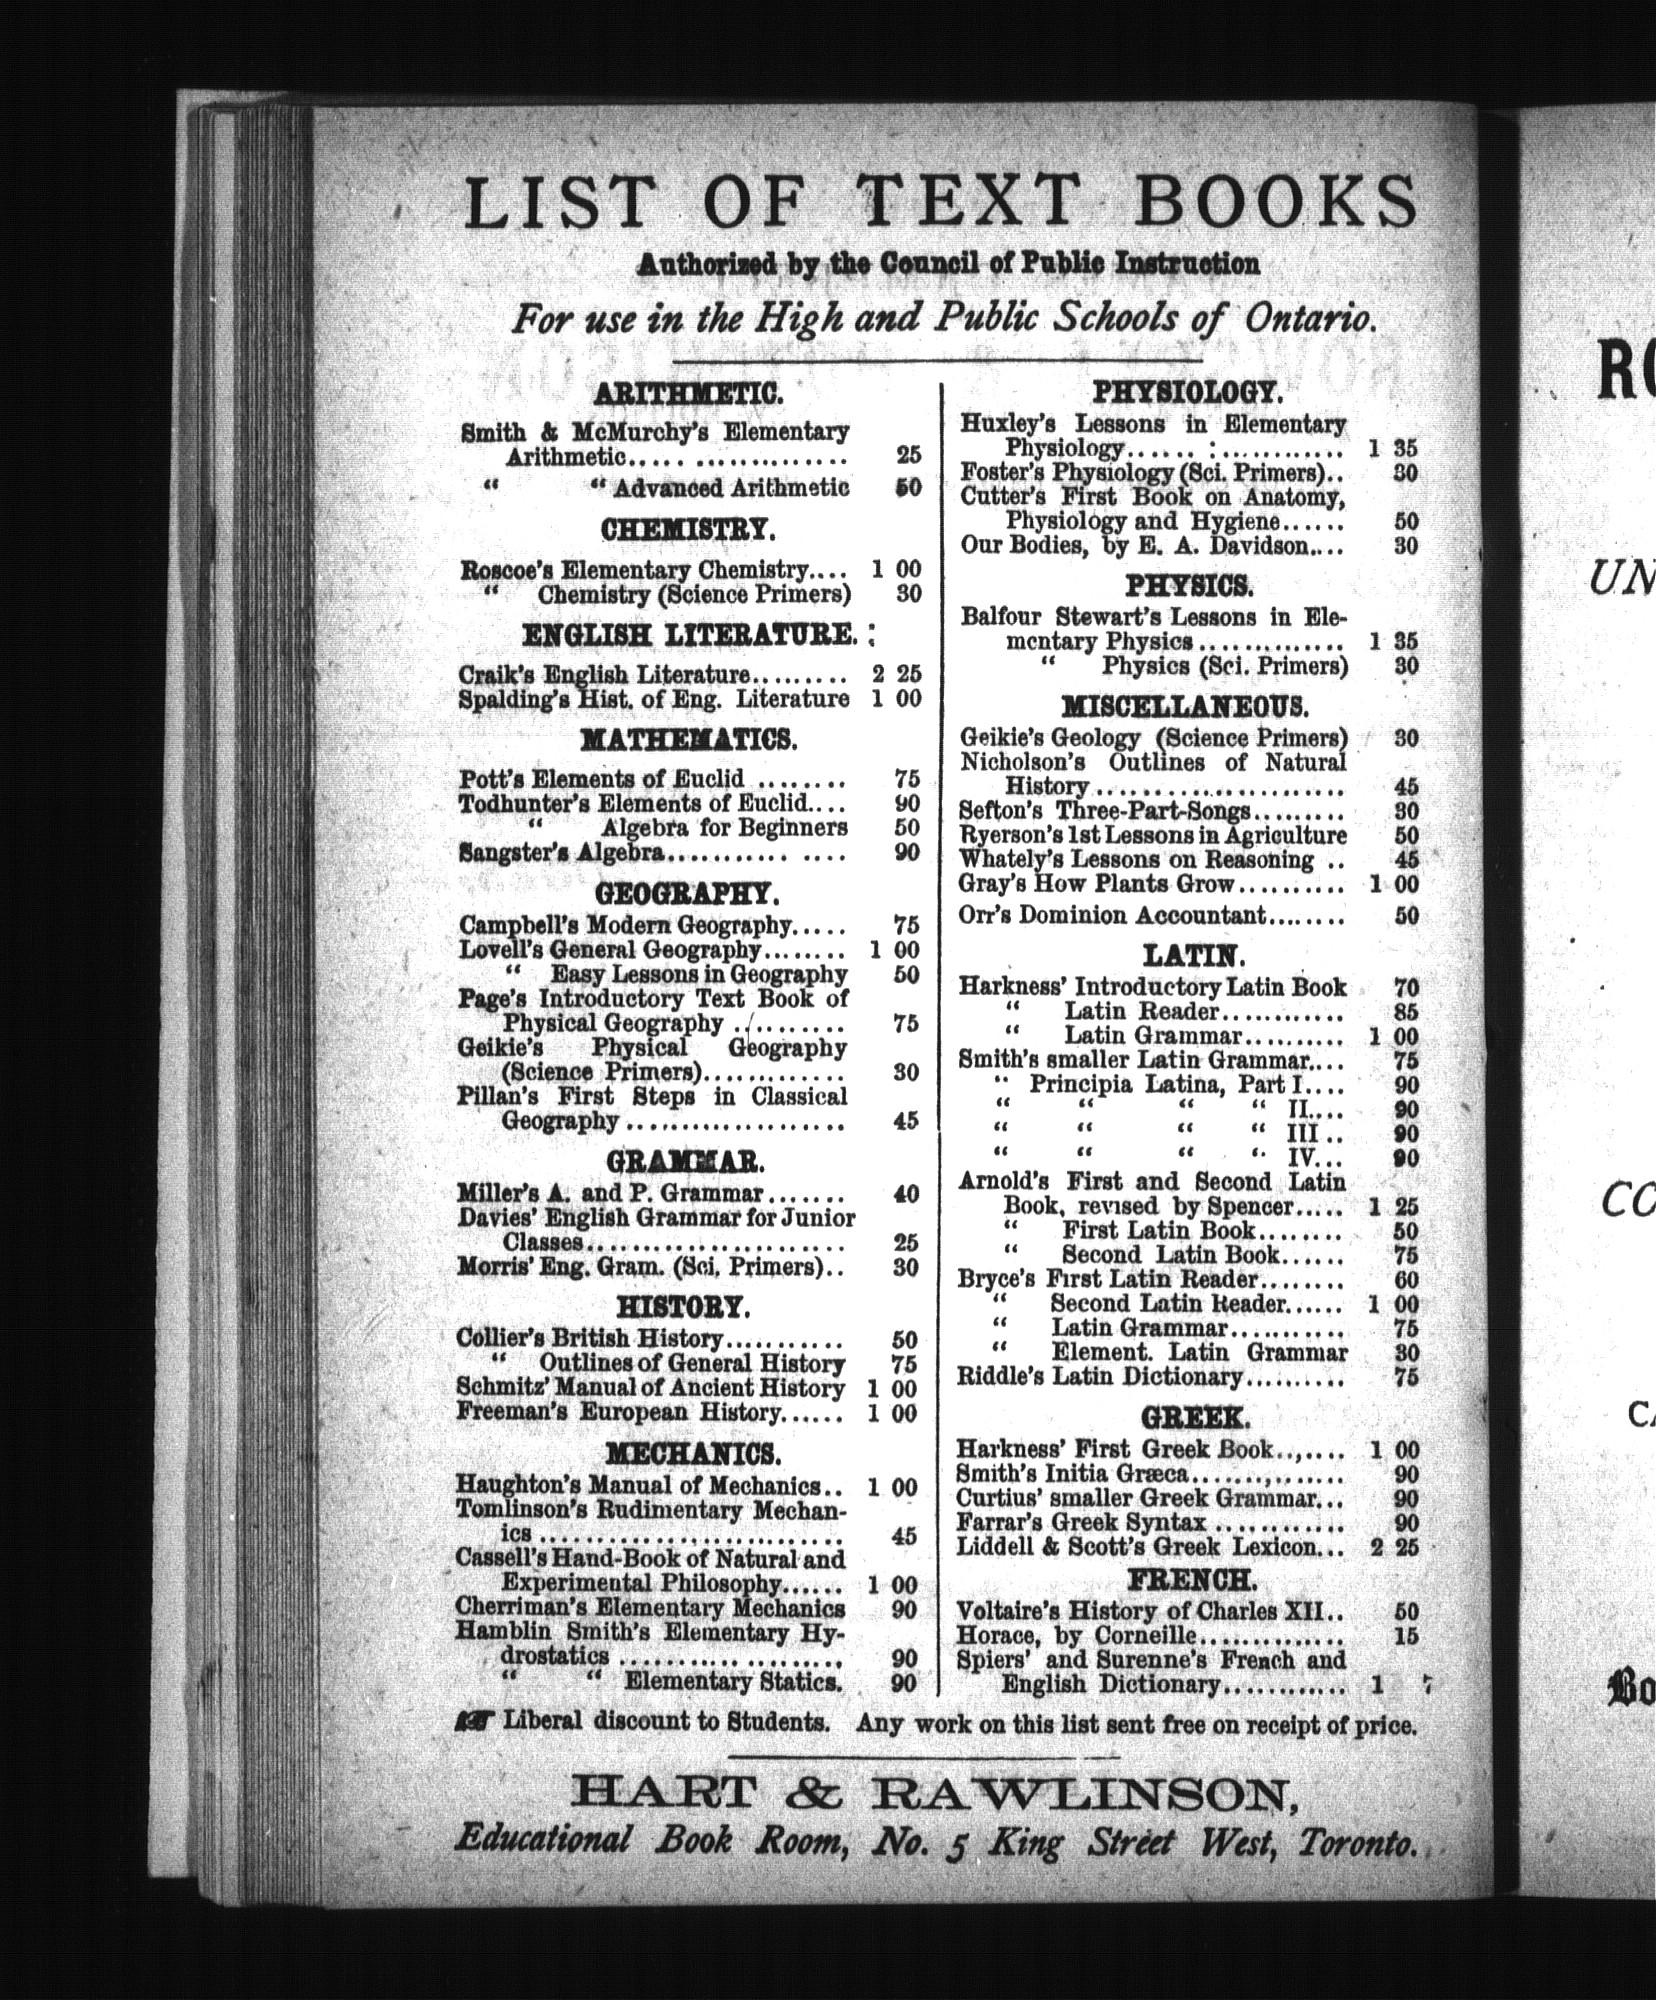 LIST OF TEXT BOOKS
Authorized by the Council of Public Instruction
For use in the High and Public Schools of Ontario.
ARITHMETIC.
Smith & McMurchy's Elementary
Arithmetic..... .............. 25
" " Advanced Arithmetic 50
CHEMISTRY.
Roscoe's Elementary Chemistry.... 1 00
" Chemistry (Science Primers) 30
ENGLISH LITERATURE.
Craik's English Literature......... 2 25
Spalding's Hist. of Eng. Literature 1 00
MATHEMATICS.
Pott's Elements of Euclid ........ 75
Todhunter's Elements of Euclid.... 90
" Algebra for Beginners 50
Sangster's Algebra........... .... 90
GEOGRAPHY.
Campbell's Modern Geography..... 75
Lovell's General Geography........ 1 00
" Easy Lessons in Geography 50
Page's Introductory Text Book of
Physical Geography .......... 75
Geikie's Physical Geography
(Science Primers)............. 30
Pillan's First Steps in Classical
Geography ................... 45
GRAMMAR.
Miller's A. and P. Grammar....... 40
Davies' English Grammar for Junior
Classes....................... 25
Morris' Eng. Gram. (Sci. Primers).. 30
HISTORY.
Collier's British History........... 50
" Outlines of General History 75
Schmitz' Manual of Ancient History 1 00
Freeman's European History...... 1 00
MECHANICS.
Haughton's Manual of Mechanics.. 1 00
Tomlinson's Rudimentary Mechan-
ics .......................... 45
Cassell's Hand-Book of Natural and
Experimental Philosophy...... 1 00
Cherriman's Elementary Mechanics 90
Hamblin Smith's Elementary Hy-
drostatics .................... 90
" " Elementary Statics. 90
PHYSIOLOGY.
Huxley's Lessons in Elementary
Physiology...... : ........... 1 35
Foster's Physiology (Sci. Primers).. 30
Cutter's First Book on Anatomy,
Physiology and Hygiene...... 50
Our Bodies, by E. A. Davidson.... 30
PHYSICS.
Balfour Stewart's Lessons in Ele-
mentary Physics ............. 1 35
" Physics (Sci. Primers) 30
MISCELLANEOUS.
Geikie's Geology (Science Primers) 30
Nicholson's Outlines of Natural
History ...................... 45
Sefton's Three-Part-Songs......... 30
Ryerson's 1st Lessons in Agriculture 50
Whately's Lessons on Reasoning .. 45
Gray's How Plants Grow.......... 1 00
Orr's Dominion Accountant........ 50
LATIN.
Harkness' Introductory Latin Book 70
" Latin Reader............ 85
" Latin Grammar.......... 1 00
Smith's smaller Latin Grammar.... 75
" Principia Latina, Part I.... 90
" " " " II.... 90
" " " " III .. 90
" " " " IV... 90
Arnold's First and Second Latin
Book, revised by Spencer..... 1 25
" First Latin Book........ 50
" Second Latin Book...... 75
Bryce's First Latin Reader........ 60
" Second Latin Reader...... 1 00
" Latin Grammar........... 75
" Element. Latin Grammar 30
Riddle's Latin Dictionary.......... 75
GREEK.
Harkness' First Greek Book....... 1 00
Smith's Initia Græca.............. 90
Curtius' smaller Greek Grammar... 90
Farrar's Greek Syntax ............ 90
Liddell & Scott's Greek Lexicon... 2 25
FRENCH.
Voltaire's History of Charles XII.. 50
Horace, by Corneille.............. 15
Spiers' and Surenne's French and
English Dictionary............ 1
☞ Liberal discount to Students. Any work on this list sent free on receipt of price.
HART & RAWLINSON,
Educational Book Room, No. 5 King Street West, Toronto.
RO
UN
CO
CA
Bo